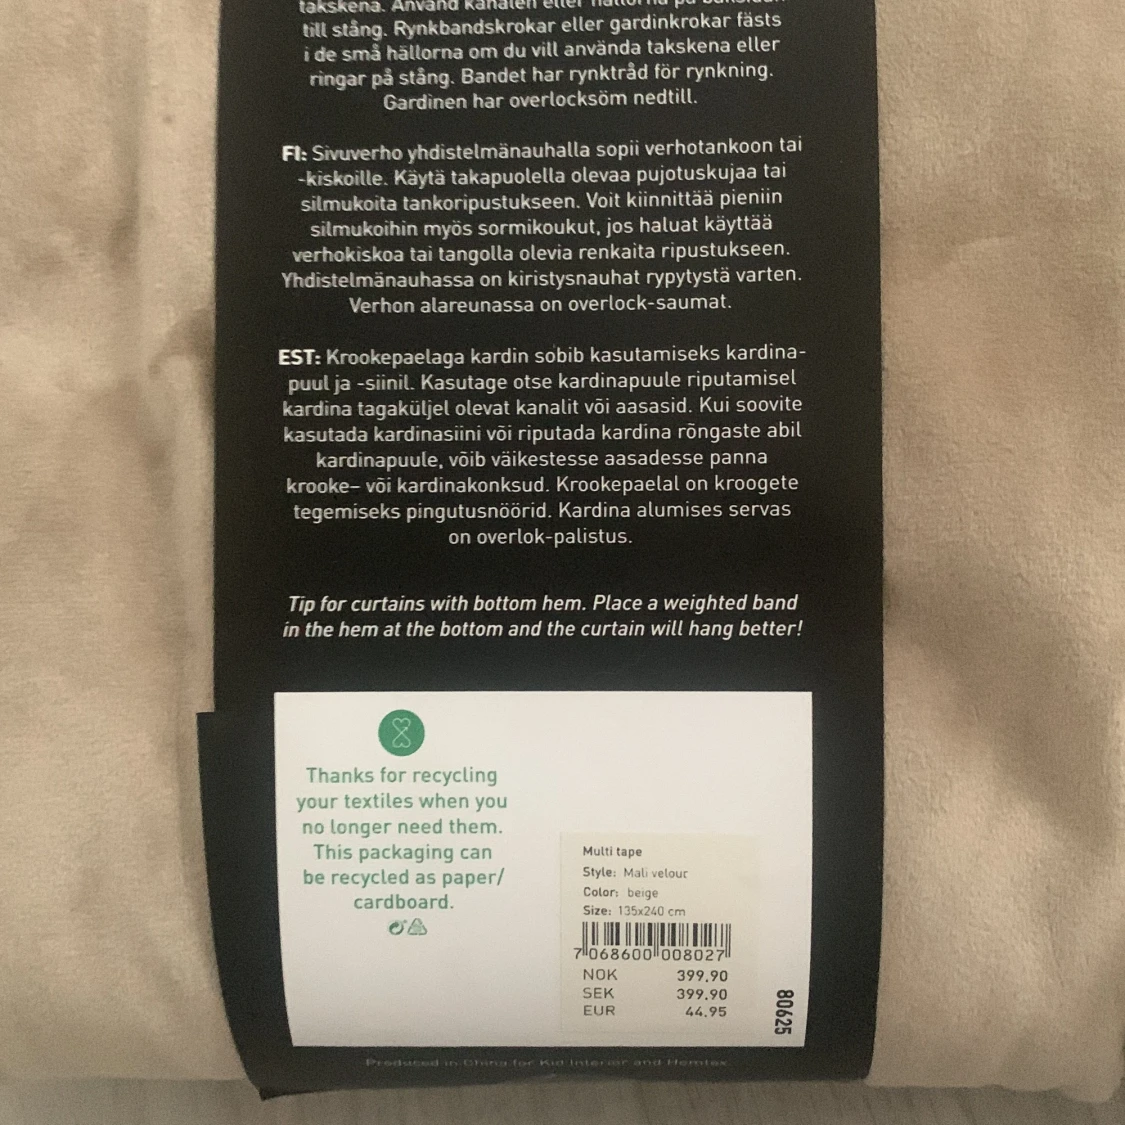 takskena. Använd kanalen eller hällorna på baksidan
till stång. Rynkbandskrokar eller gardinkrokar fästs
i de små hällorna om du vill använda takskena eller
ringar på stång. Bandet har rynktråd för rynkning.
Gardinen har overlocksöm nedtill.
FI: Sivuverho yhdistelmänauhalla sopii verhotankoon tai
-kiskoille. Käytä takapuolella olevaa pujotuskujaa tai
silmukoita tankoripustukseen. Voit kiinnittää pieniin
silmukoihin myös sormikoukut, jos haluat käyttää
verhokiskoa tai tangolla olevia renkaita ripustukseen.
Yhdistelmänauhassa on kiristysnauhat rypytystä varten.
Verhon alareunassa on overlock-saumat.
EST: Krookepaelaga kardin sobib kasutamiseks kardina-
puul ja -siinil. Kasutage otse kardinapuule riputamisel
kardina tagaküljel olevat kanalit või aasasid. Kui soovite
kasutada kardinasiini või riputada kardina rõngaste abil
kardinapuule, võib väikestesse aasadesse panna
krooke– või kardinakonksud. Krookepaelal on kroogete
tegemiseks pingutusnöörid. Kardina alumises servas
on overlok-palistus.
Tip for curtains with bottom hem. Place a weighted band
in the hem at the bottom and the curtain will hang better!
Thanks for recycling
your textiles when you
no longer need them.
This packaging can
be recycled as paper/
cardboard.
Multi tape
Style: Mali velour
Color: beige
Size: 135x240 cm
7 068600 008027
NOK 399.90
SEK 399.90
EUR 44.95
80625
Produced in China for Kid Interior and Hemtex